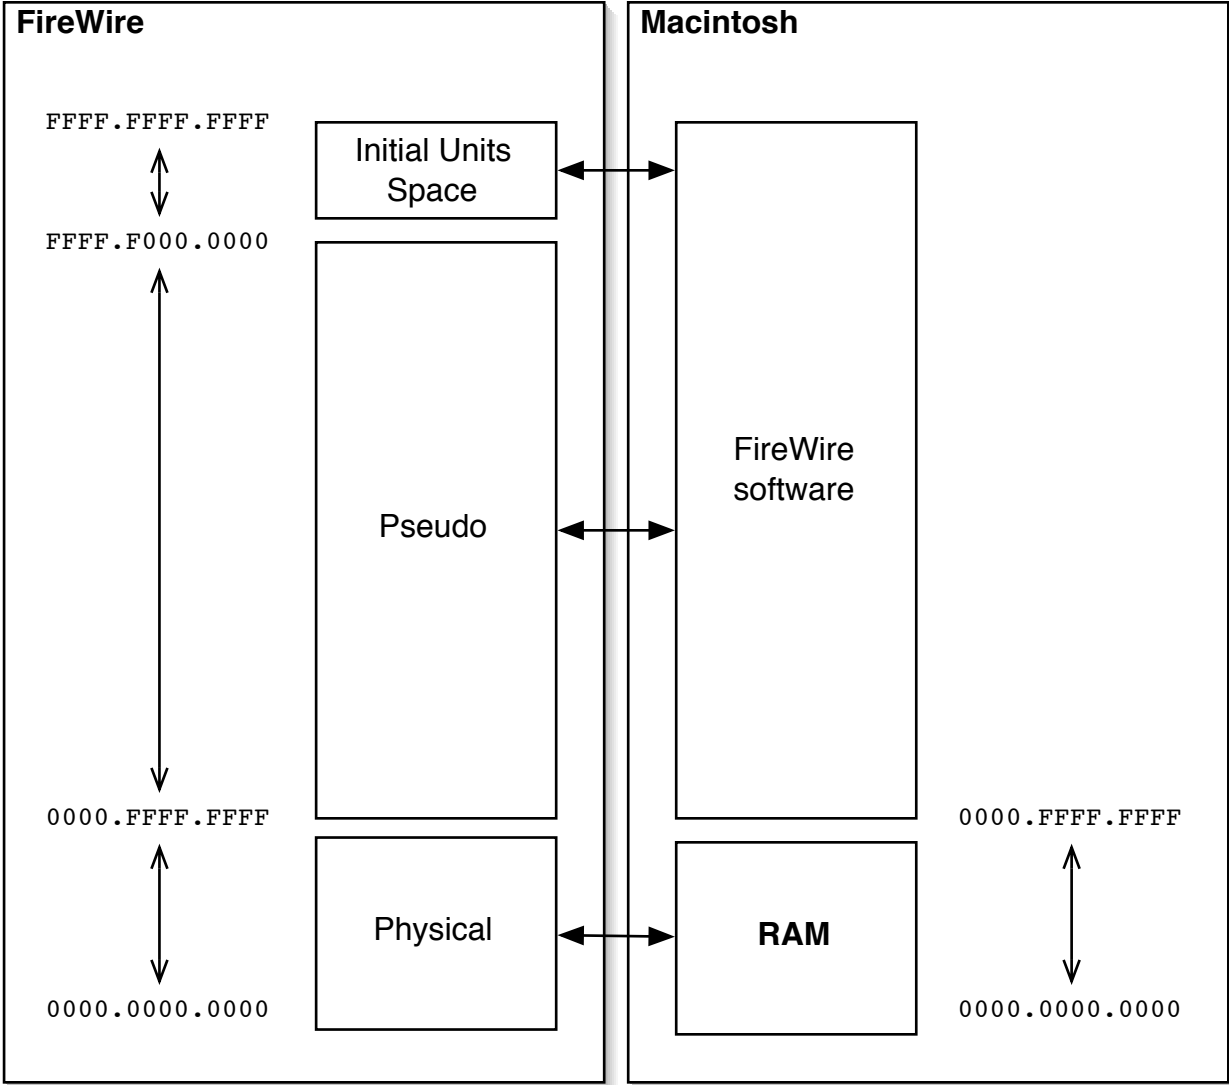 FireWire
FFFF.FFFF.FFFF
Initial Units
Space
FFFF.F000.0000
Pseudo
0000.FFFF.FFFF
Physical
0000.0000.0000
Macintosh
FireWire
software
0000.FFFF.FFFF
RAM
0000.0000.0000